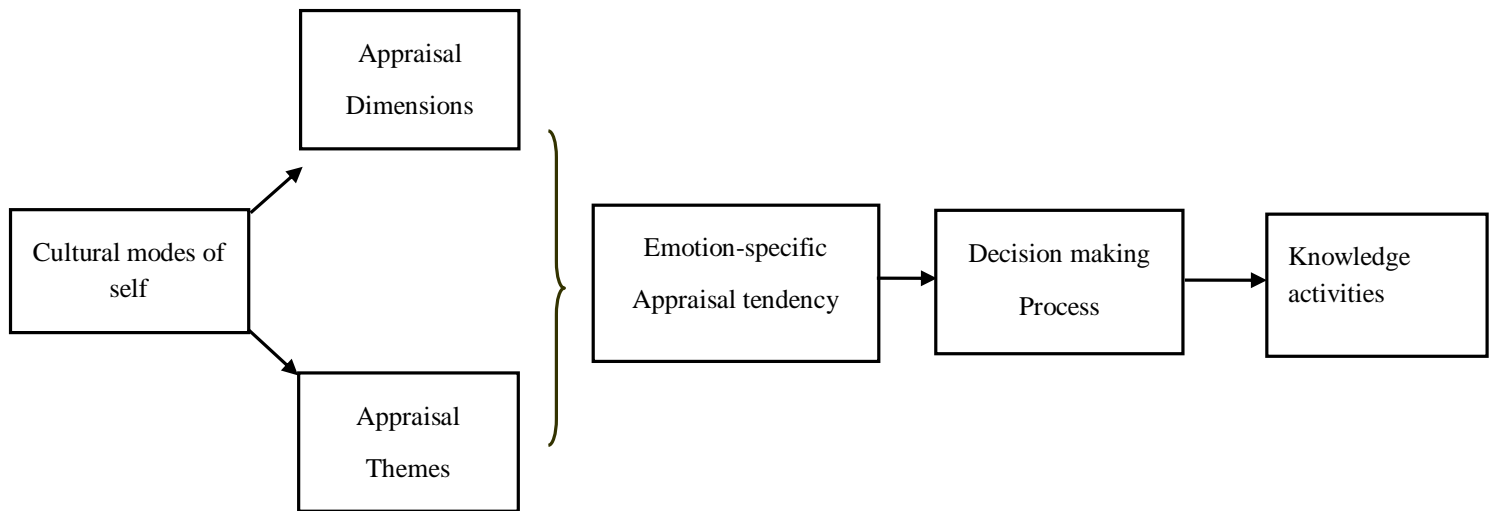 Appraisal
Dimensions
Cultural modes of
self
Appraisal
Themes
Emotion-specific
Appraisal tendency
Decision making
Process
Knowledge
activities